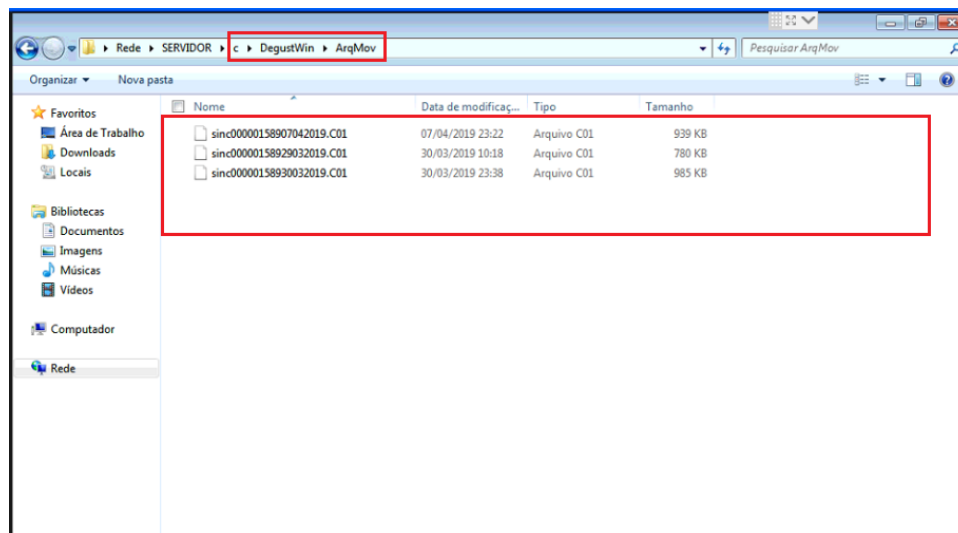 Rede ▸ SERVIDOR ▸ c ▸ DegustWin ▸ ArqMov
Pesquisar ArqMov
Organizar Nova pasta
Favoritos
Área de Trabalho
Downloads
Locais
Bibliotecas
Documentos
Imagens
Músicas
Vídeos
Computador
Rede
Nome Data de modificaç... Tipo Tamanho
sinc00000158907042019.C01 07/04/2019 23:22 Arquivo C01 939 KB
sinc00000158929032019.C01 30/03/2019 10:18 Arquivo C01 780 KB
sinc00000158930032019.C01 30/03/2019 23:38 Arquivo C01 985 KB